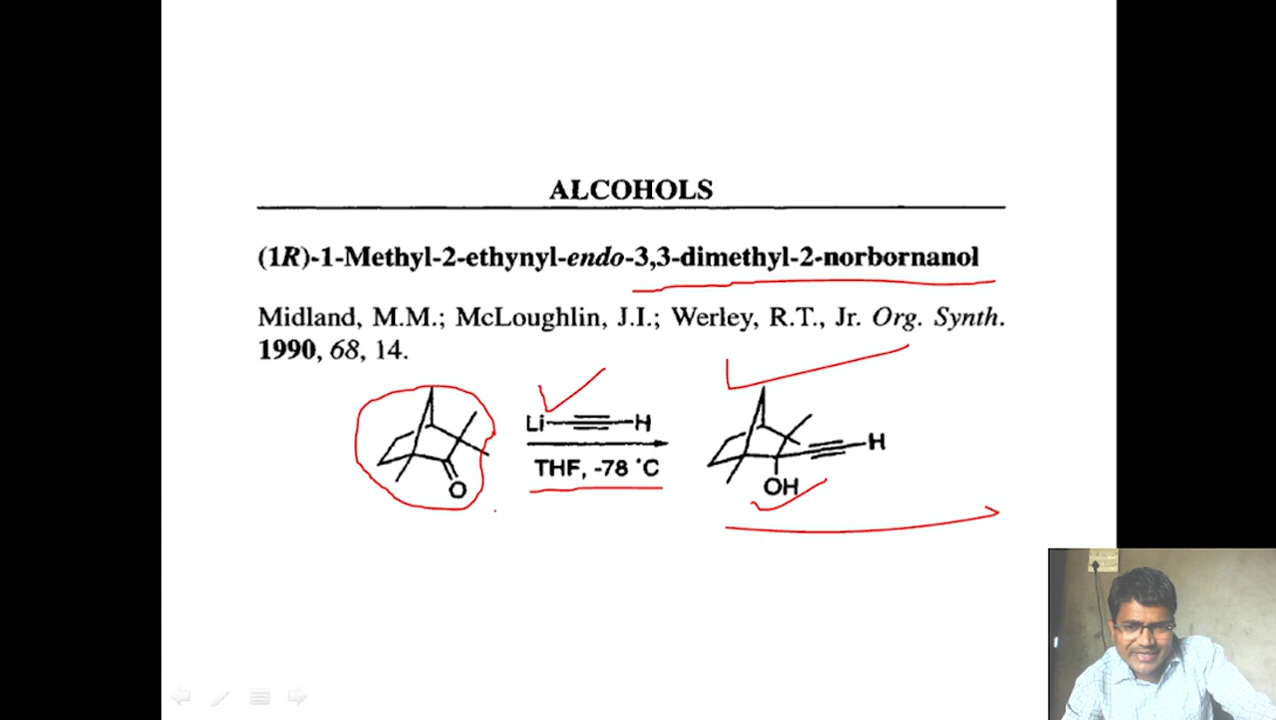 ALCOHOLS
(1R)-1-Methyl-2-ethynyl-endo-3,3-dimethyl-2-norbornanol
Midland, M.M.; McLoughlin, J.I.; Werley, R.T., Jr. Org. Synth.
1990, 68, 14.
Li H
THF, -78 °C
O
H
OH